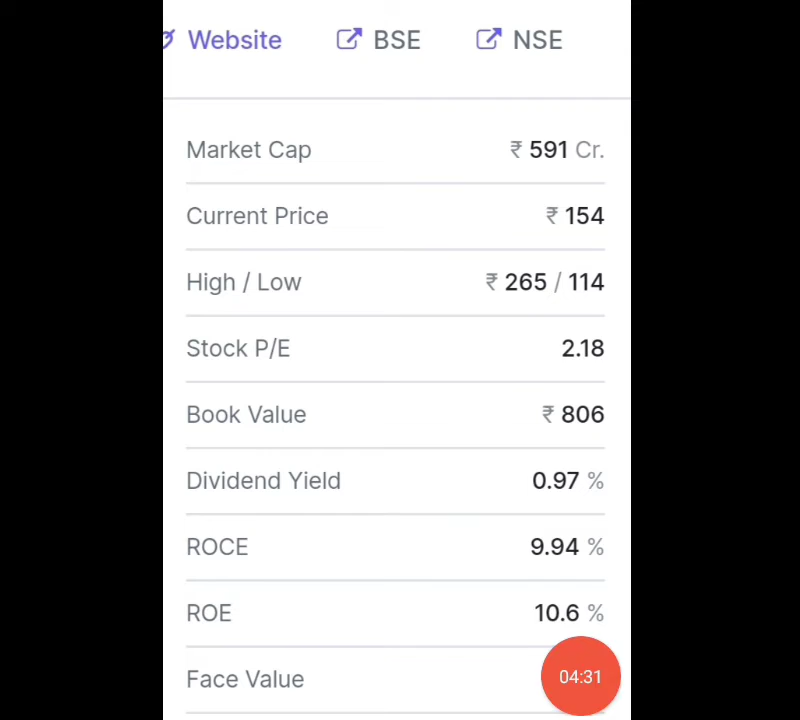 Website BSE NSE
Market Cap ₹ 591 Cr.
Current Price ₹ 154
High / Low ₹ 265 / 114
Stock P/E 2.18
Book Value ₹ 806
Dividend Yield 0.97 %
ROCE 9.94 %
ROE 10.6 %
Face Value 04:31